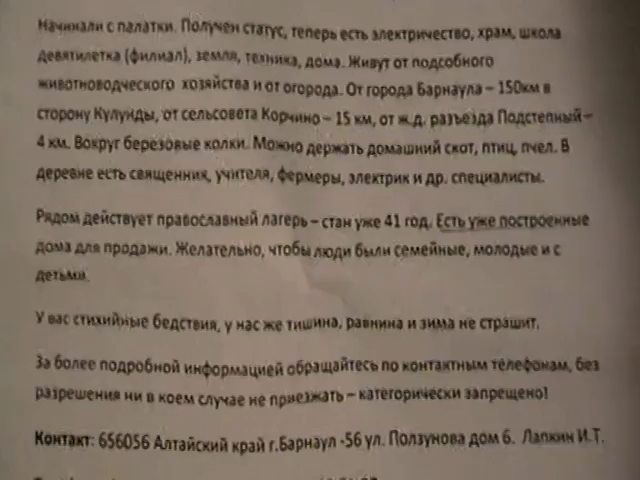 Начинали с палатки. Получен статус, теперь есть электричество, храм, школа
девятилетка (филиал), земля, техника, дома. Живут от подсобного
животноводческого хозяйства и от огорода. От города Барнаула – 150км в
сторону Кулунды, от сельсовета Корчино – 15 км, от ж.д. разъезда Подстепный–
4 км. Вокруг березовые колки. Можно держать домашний скот, птиц, пчел. В
деревне есть священник, учителя, фермеры, электрик и др. специалисты.
Рядом действует православный лагерь – стан уже 41 год. Есть уже построенные
дома для продажи. Желательно, чтобы люди были семейные, молодые и с
детьми.
У вас стихийные бедствия, у нас же тишина, равнина и зима не страшит.
За более подробной информацией обращайтесь по контактным телефонам, без
разрешения ни в коем случае не приезжать – категорически запрещено!
Контакт: 656056 Алтайский край г.Барнаул -56 ул. Ползунова дом 6. Лапкин И.Т.